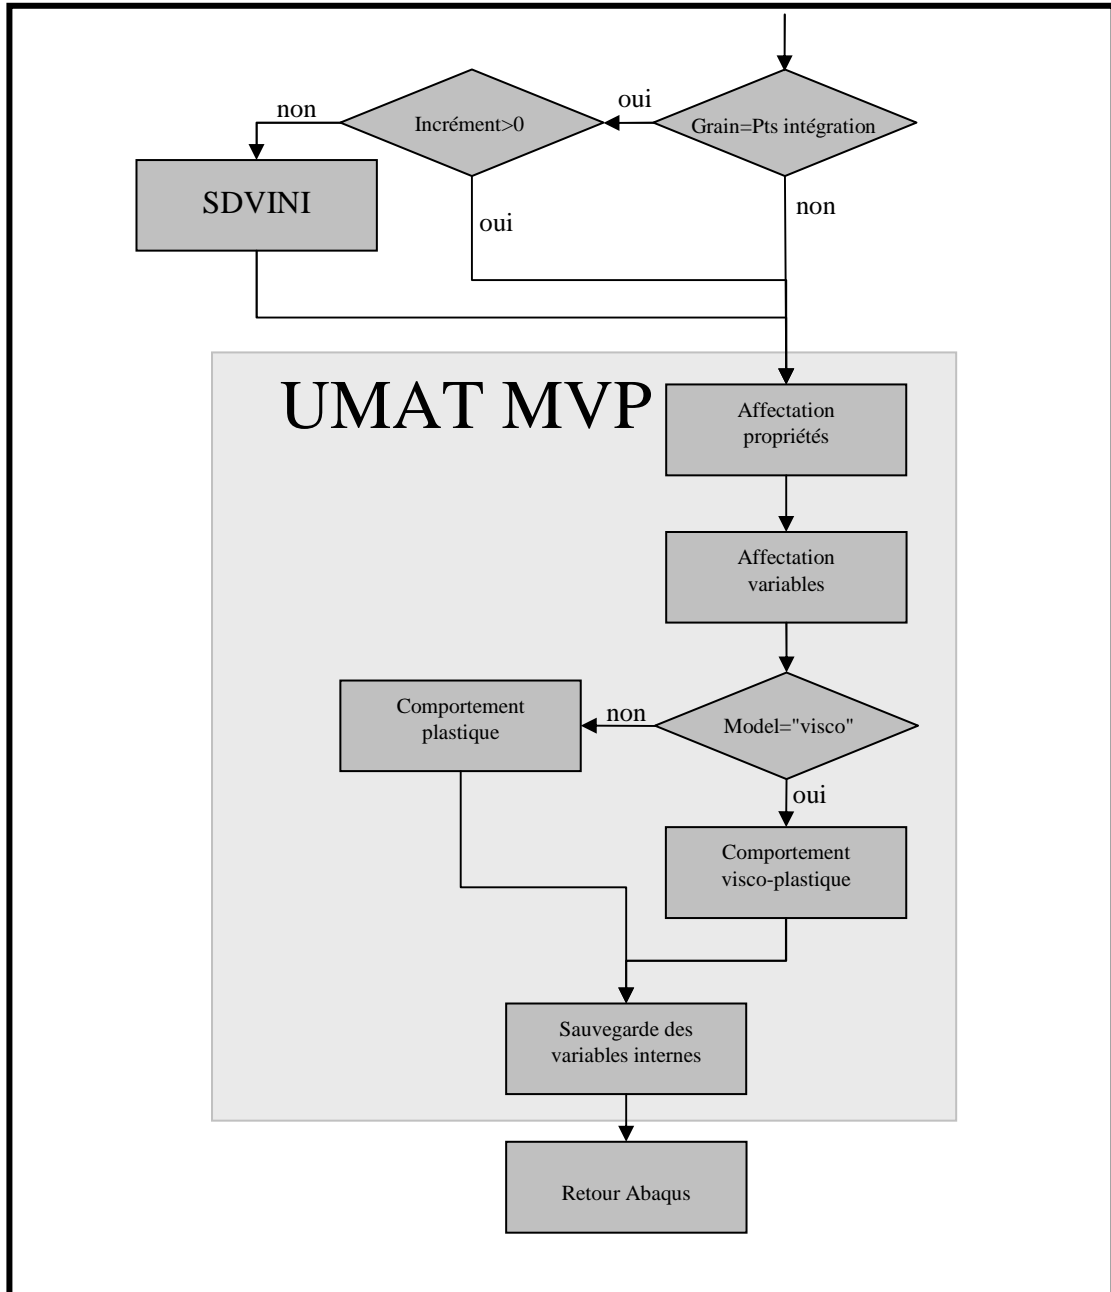 oui
non
Incrément>0
Grain=Pts intégration
SDVINI
oui
non
UMAT MVP
Affectation
propriétés
Affectation
variables
Comportement
plastique
non
Model="visco"
oui
Comportement
visco-plastique
Sauvegarde des
variables internes
Retour Abaqus